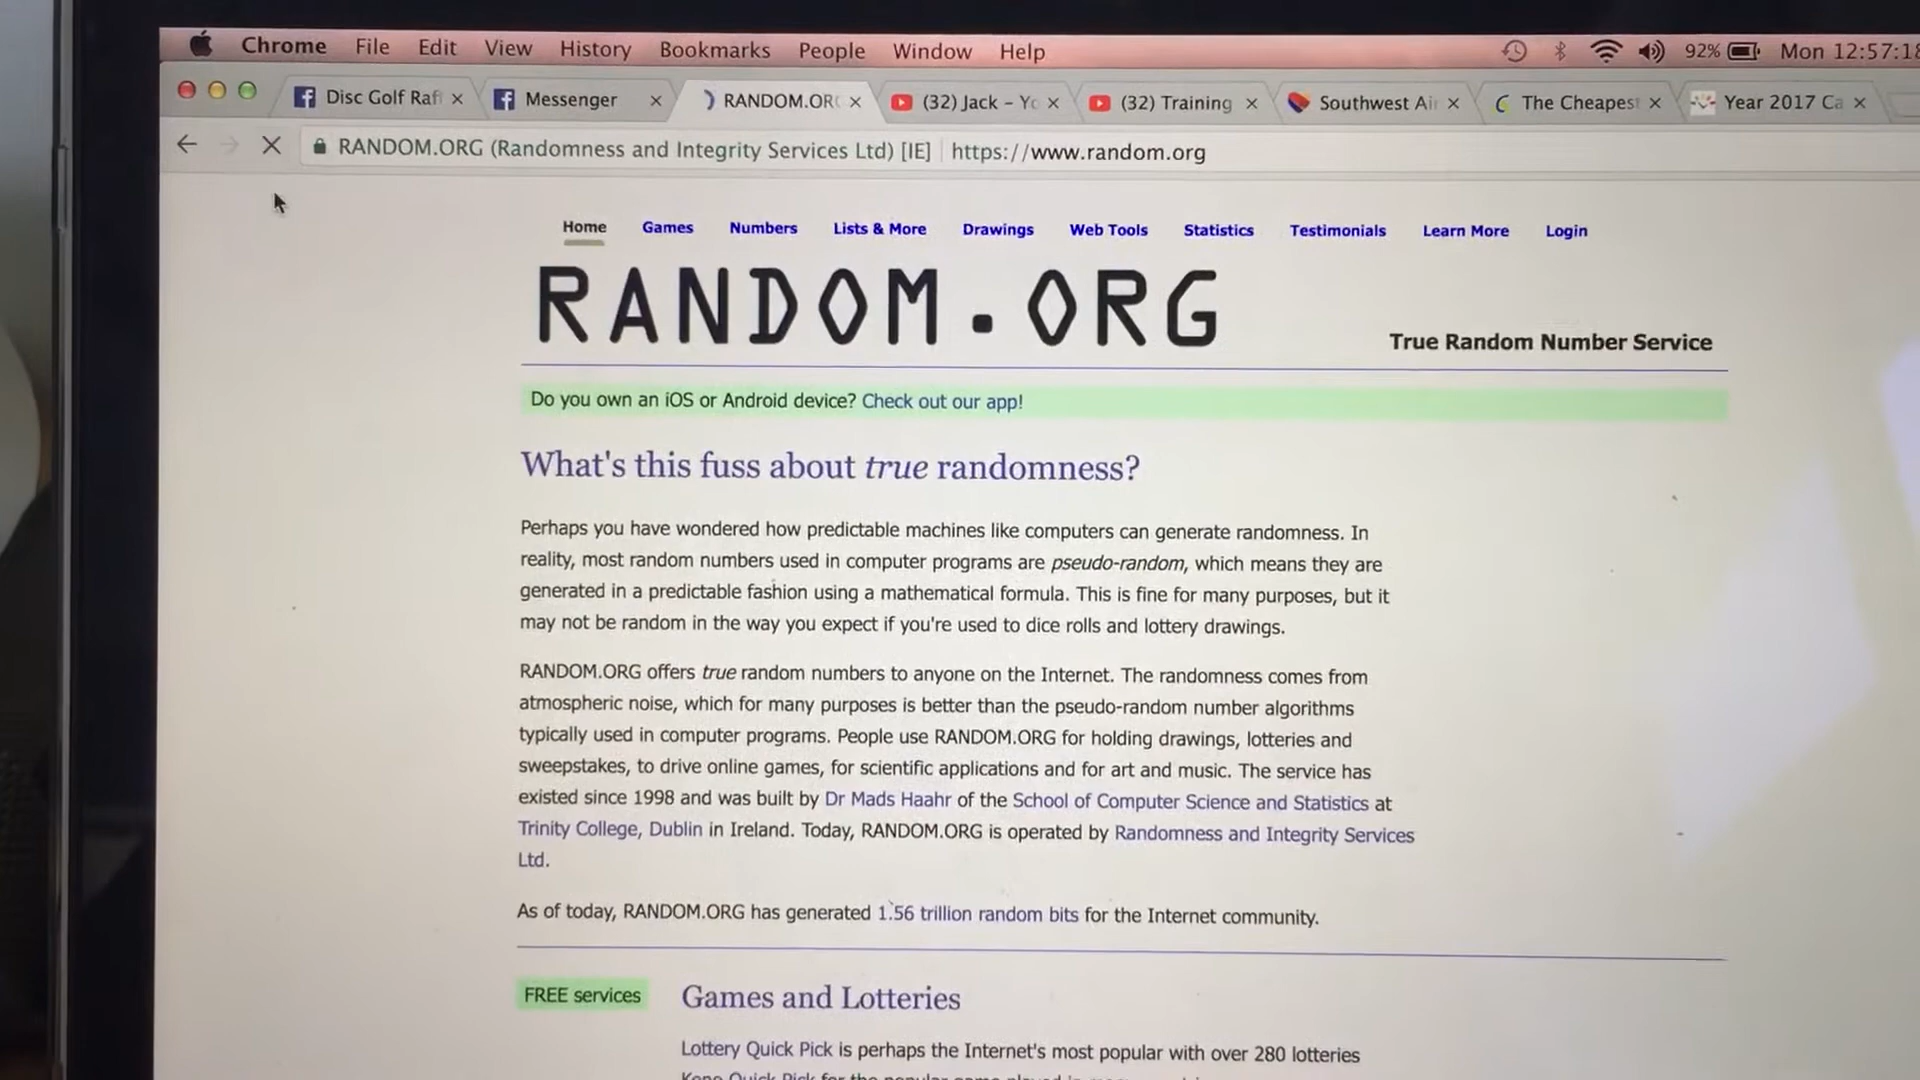 Chrome File Edit View History Bookmarks People Window Help 92% Mon 12:57:18
Disc Golf Raf Messenger RANDOM.OR (32) Jack - Yo (32) Training Southwest Air The Cheapes Year 2017 Ca
RANDOM.ORG (Randomness and Integrity Services Ltd) [IE] https://www.random.org
Home Games Numbers Lists & More Drawings Web Tools Statistics Testimonials Learn More Login
RANDOM.ORG
True Random Number Service
Do you own an iOS or Android device? Check out our app!
What's this fuss about true randomness?
Perhaps you have wondered how predictable machines like computers can generate randomness. In
reality, most random numbers used in computer programs are pseudo-random, which means they are
generated in a predictable fashion using a mathematical formula. This is fine for many purposes, but it
may not be random in the way you expect if you're used to dice rolls and lottery drawings.
RANDOM.ORG offers true random numbers to anyone on the Internet. The randomness comes from
atmospheric noise, which for many purposes is better than the pseudo-random number algorithms
typically used in computer programs. People use RANDOM.ORG for holding drawings, lotteries and
sweepstakes, to drive online games, for scientific applications and for art and music. The service has
existed since 1998 and was built by Dr Mads Haahr of the School of Computer Science and Statistics at
Trinity College, Dublin in Ireland. Today, RANDOM.ORG is operated by Randomness and Integrity Services
Ltd.
As of today, RANDOM.ORG has generated 1.56 trillion random bits for the Internet community.
FREE services
Games and Lotteries
Lottery Quick Pick is perhaps the Internet's most popular with over 280 lotteries
Keno Quick Pick for the popular game played in